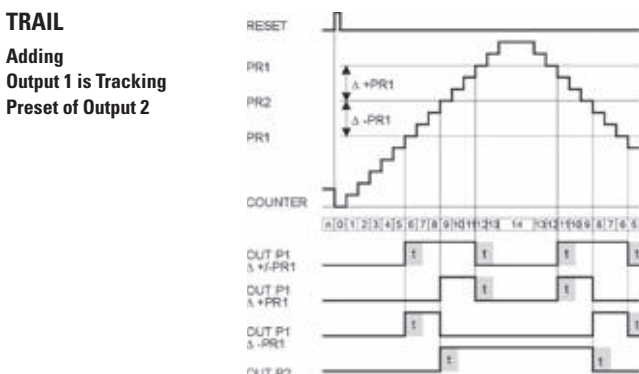 TRAIL
Adding
Output 1 is Tracking
Preset of Output 2
RESET
PR1
Δ +PR1
PR2
Δ -PR1
PR1
COUNTER
n 0 1 2 3 4 5 6 7 8 9 10 11 12 13 14 13 12 11 10 9 8 7 6 5
OUT P1
Δ +/-PR1
t t t t
OUT P1
Δ +PR1
t t
OUT P1
Δ -PR1
t t
OUT P2
t t